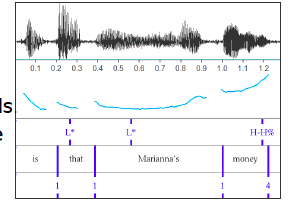 0.1 0.2 0.3 0.4 0.5 0.6 0.7 0.8 0.9 1.0 1.1 1.2
ds
e
L* L* H-H%
is that Marianna's money
1 1 1 4